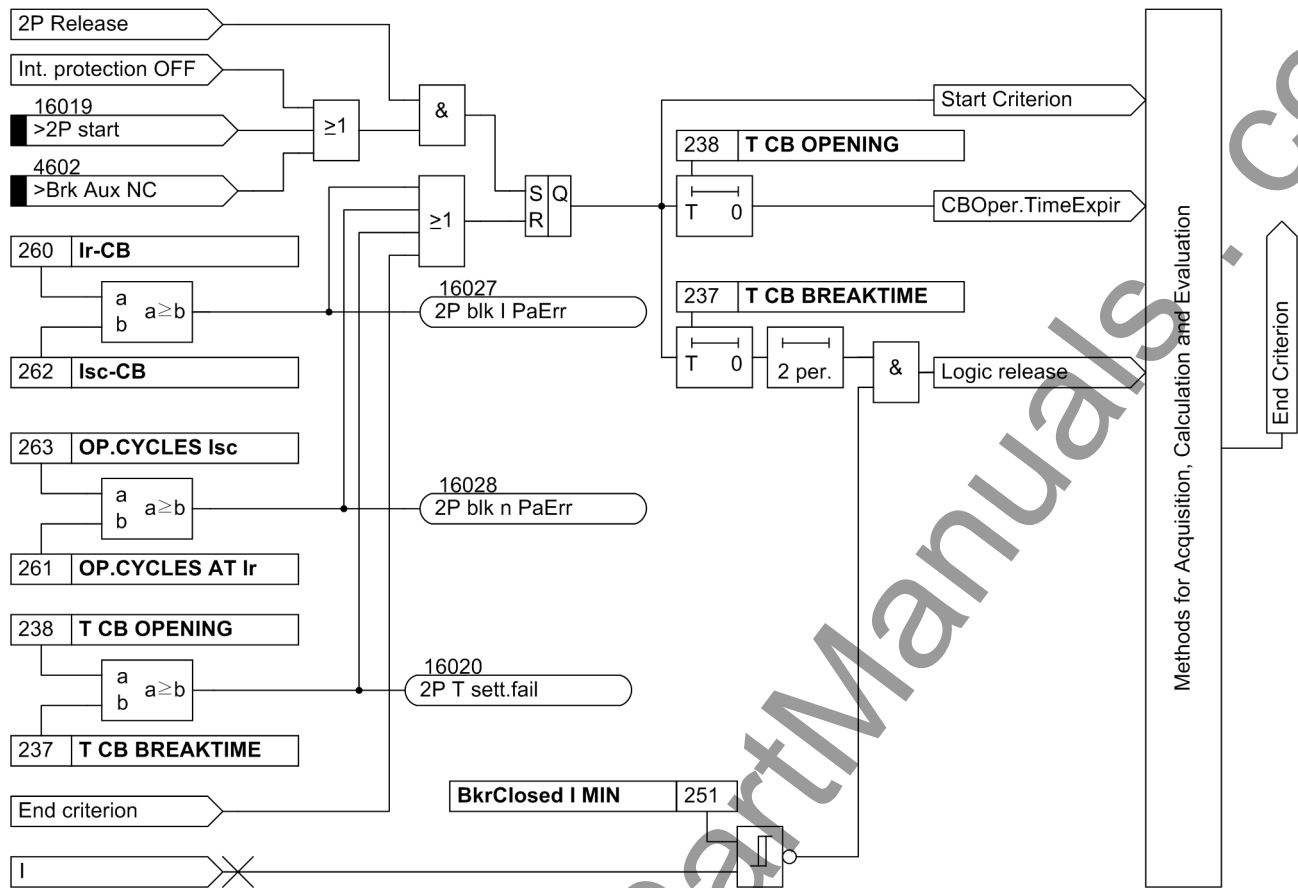 2P Release
Int. protection OFF
16019
>2P start
4602
>Brk Aux NC
≥1
&
260 Ir-CB
a
b
a≥b
262 Isc-CB
≥1
S Q
R
16027
2P blk I PaErr
263 OP.CYCLES Isc
a
b
a≥b
261 OP.CYCLES AT Ir
16028
2P blk n PaErr
238 T CB OPENING
a
b
a≥b
237 T CB BREAKTIME
16020
2P T sett.fail
End criterion
I
BkrClosed I MIN 251
Start Criterion
238 T CB OPENING
T 0
CBOper.TimeExpir
237 T CB BREAKTIME
T 0
2 per.
&
Logic release
Methods for Acquisition, Calculation and Evaluation
End Criterion
artManuals.co